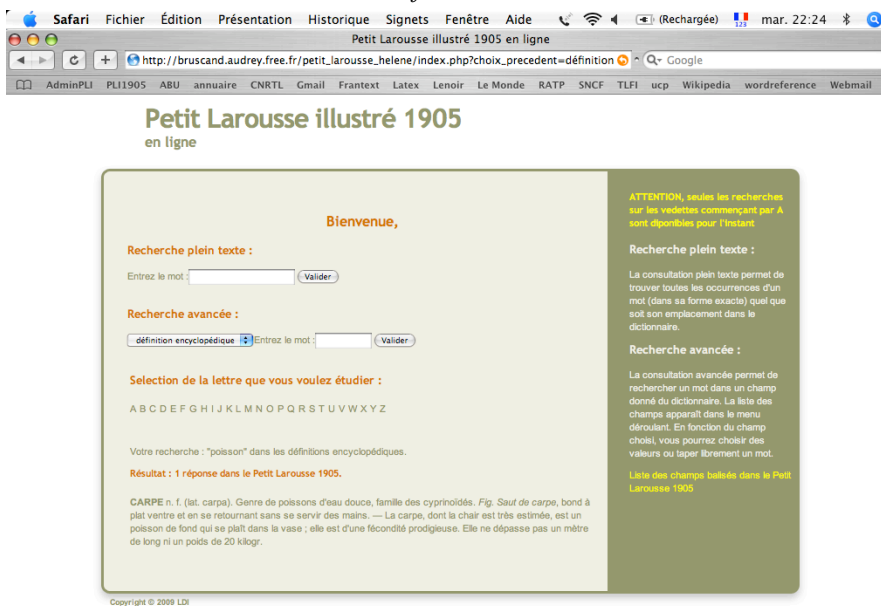 Safari Fichier Édition Présentation Historique Signets Fenêtre Aide (Rechargée) 123 mar. 22:24
Petit Larousse illustré 1905 en ligne
http://bruscand.audrey.free.fr/petit_larousse_helene/index.php?choix_precedent=définition Google
AdminPLI PLI1905 ABU annuaire CNRTL Gmail Frantext Latex Lenoir Le Monde RATP SNCF TLFI ucp Wikipedia wordreference Webmail
Petit Larousse illustré 1905
en ligne
Bienvenue,
Recherche plein texte :
Entrez le mot : Valider
Recherche avancée :
définition encyclopédique Entrez le mot : Valider
Selection de la lettre que vous voulez étudier :
A B C D E F G H I J K L M N O P Q R S T U V W X Y Z
Votre recherche : "poisson" dans les définitions encyclopédiques.
Résultat : 1 réponse dans le Petit Larousse 1905.
CARPE n. f. (lat. carpa). Genre de poissons d'eau douce, famille des cyprinoïdés. Fig. Saut de carpe, bond à
plat ventre et en se retournant sans se servir des mains. — La carpe, dont la chair est très estimée, est un
poisson de fond qui se plaît dans la vase ; elle est d'une fécondité prodigieuse. Elle ne dépasse pas un mètre
de long ni un poids de 20 kilogr.
ATTENTION, seules les recherches
sur les vedettes commençant par A
sont diponibles pour l'instant
Recherche plein texte :
La consultation plein texte permet de
trouver toutes les occurrences d'un
mot (dans sa forme exacte) quel que
soit son emplacement dans le
dictionnaire.
Recherche avancée :
La consultation avancée permet de
rechercher un mot dans un champ
donné du dictionnaire. La liste des
champs apparaît dans le menu
déroulant. En fonction du champ
choisi, vous pourrez choisir des
valeurs ou taper librement un mot.
Liste des champs balisés dans le Petit
Larousse 1905
Copyright © 2009 LDI